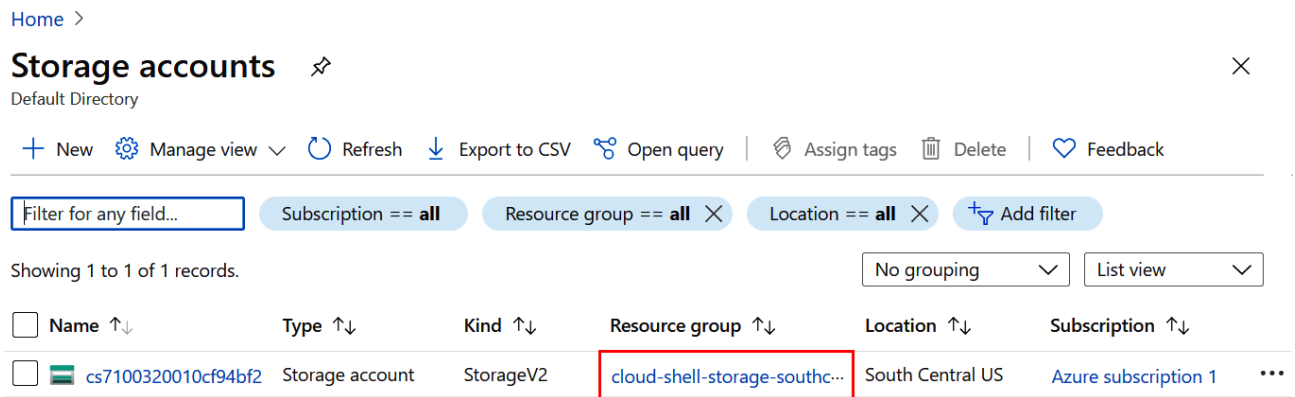 Home >
Storage accounts
Default Directory
+ New Manage view Refresh Export to CSV Open query Assign tags Delete Feedback
Filter for any field... Subscription == all Resource group == all Location == all Add filter
Showing 1 to 1 of 1 records. No grouping List view
Name ↑↓ Type ↑↓ Kind ↑↓ Resource group ↑↓ Location ↑↓ Subscription ↑↓
cs7100320010cf94bf2 Storage account StorageV2 cloud-shell-storage-southc··· South Central US Azure subscription 1 ···